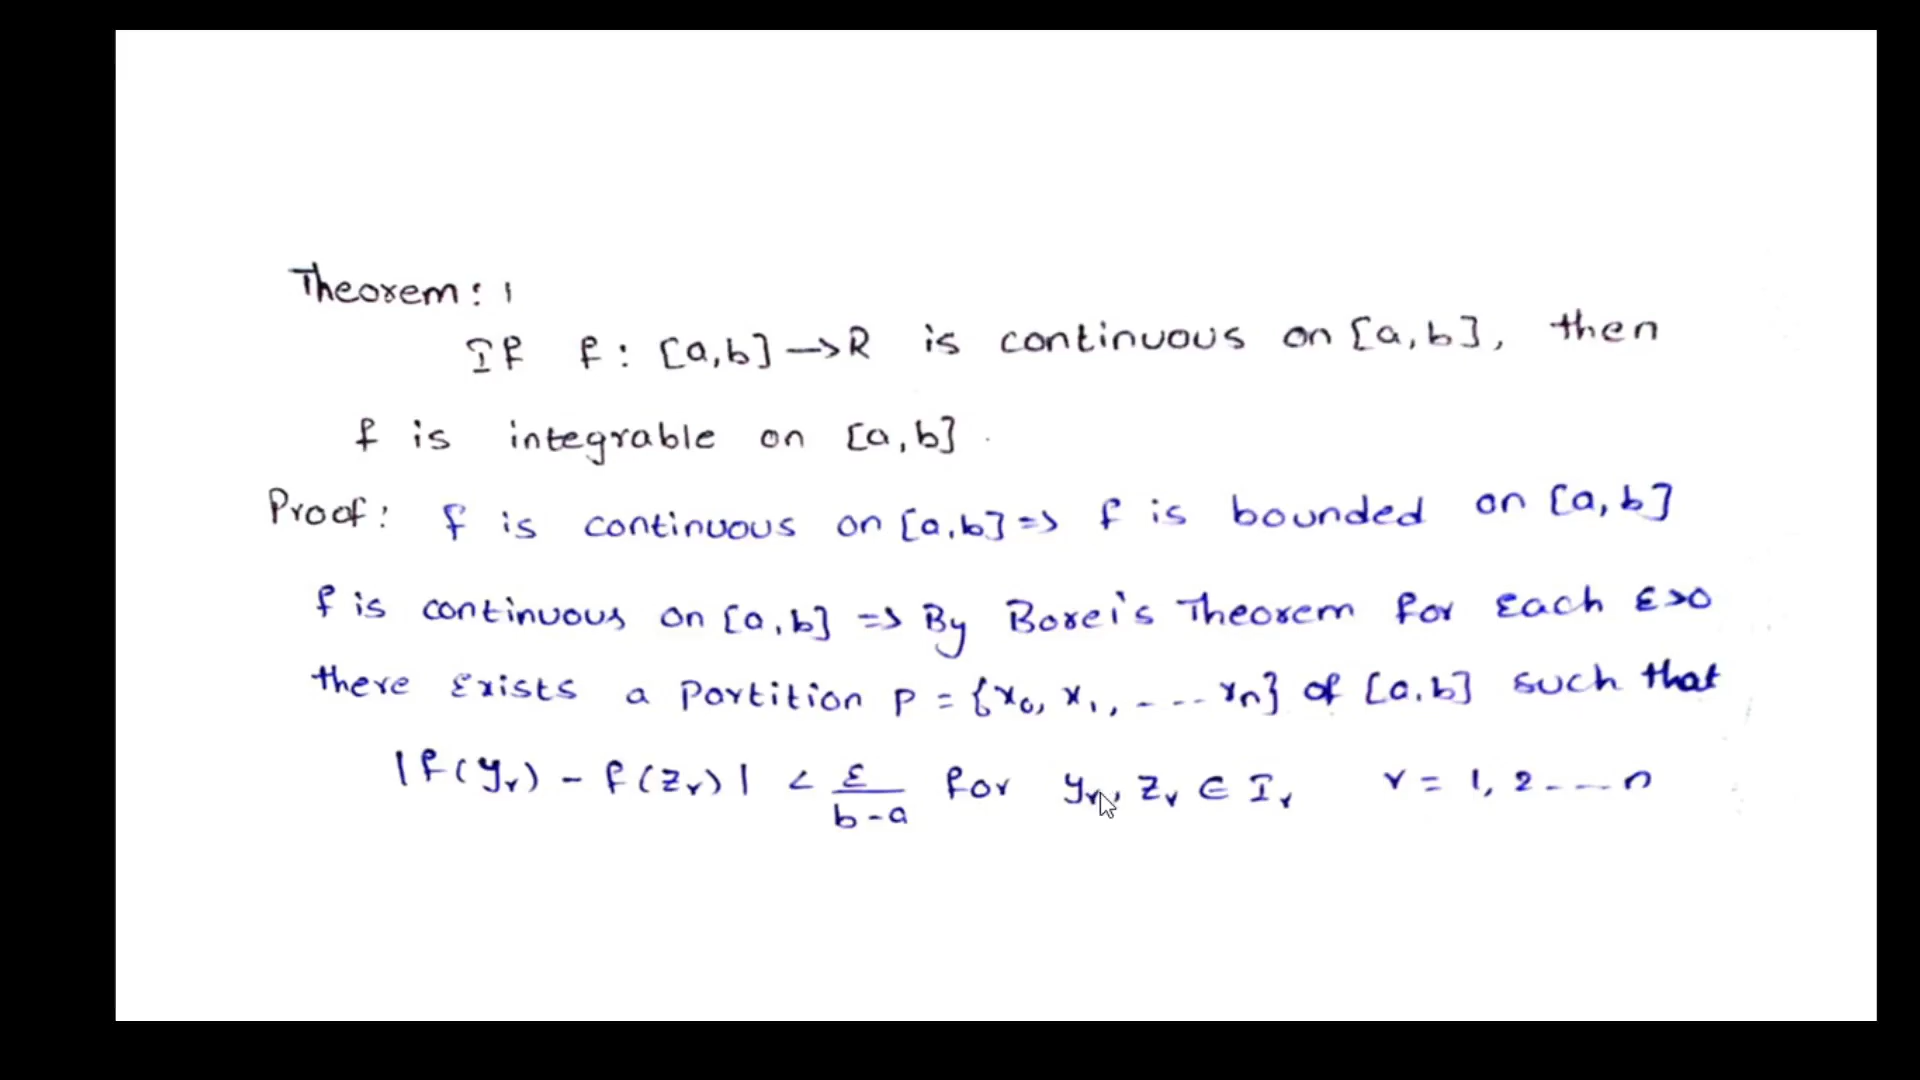 Theorem: 1
If f: [a,b] → R is continuous on [a,b], then
f is integrable on [a,b].
Proof: f is continuous on [a,b] => f is bounded on [a,b]
f is continuous on [a,b] => By Borel's Theorem for Each ε>0
there Exists a Partition P = {x₀, x₁, - - - xn} of [a,b] such that
|f(yᵣ) - f(zᵣ)| < ε/(b-a) for yᵣ, zᵣ ∈ Iᵣ r = 1, 2 - - - n